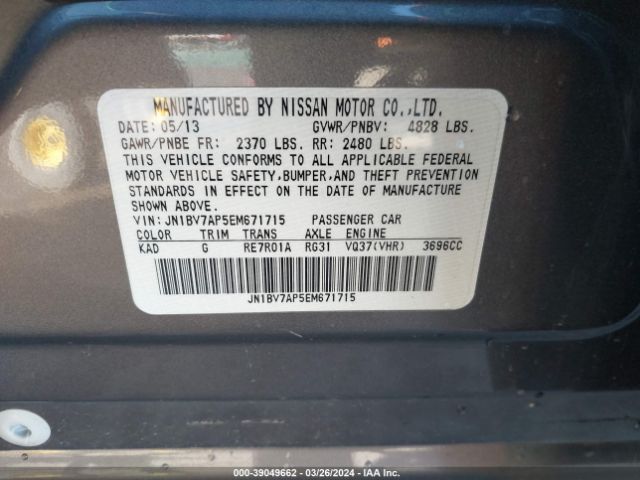 MANUFACTURED BY NISSAN MOTOR CO.,LTD.
DATE: 05/13 GVWR/PNBV: 4828 LBS.
GAWR/PNBE FR: 2370 LBS. RR: 2480 LBS.
THIS VEHICLE CONFORMS TO ALL APPLICABLE FEDERAL
MOTOR VEHICLE SAFETY,BUMPER,AND THEFT PREVENTION
STANDARDS IN EFFECT ON THE DATE OF MANUFACTURE
SHOWN ABOVE.
VIN: JN1BV7AP5EM671715 PASSENGER CAR
COLOR TRIM TRANS AXLE ENGINE
KAD G RE7R01A RG31 VQ37(VHR) 3696CC
JN1BV7AP5EM671715
000-39049662 | 03/26/2024 | IAAI.COM